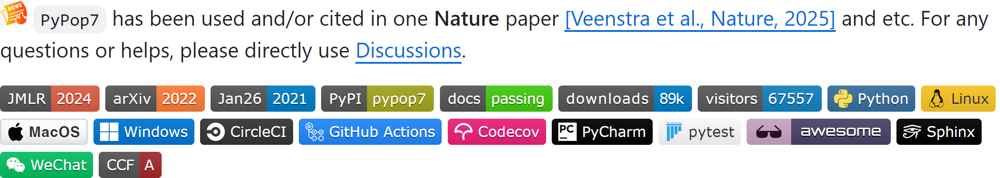 NEWS PyPop7 has been used and/or cited in one Nature paper [Veenstra et al., Nature, 2025] and etc. For any
questions or helps, please directly use Discussions.
JMLR 2024 arXiv 2022 Jan26 2021 PyPI pypop7 docs passing downloads 89k visitors 67557 Python Linux
MacOS Windows CircleCI GitHub Actions Codecov PC PyCharm pytest awesome Sphinx
WeChat CCF A